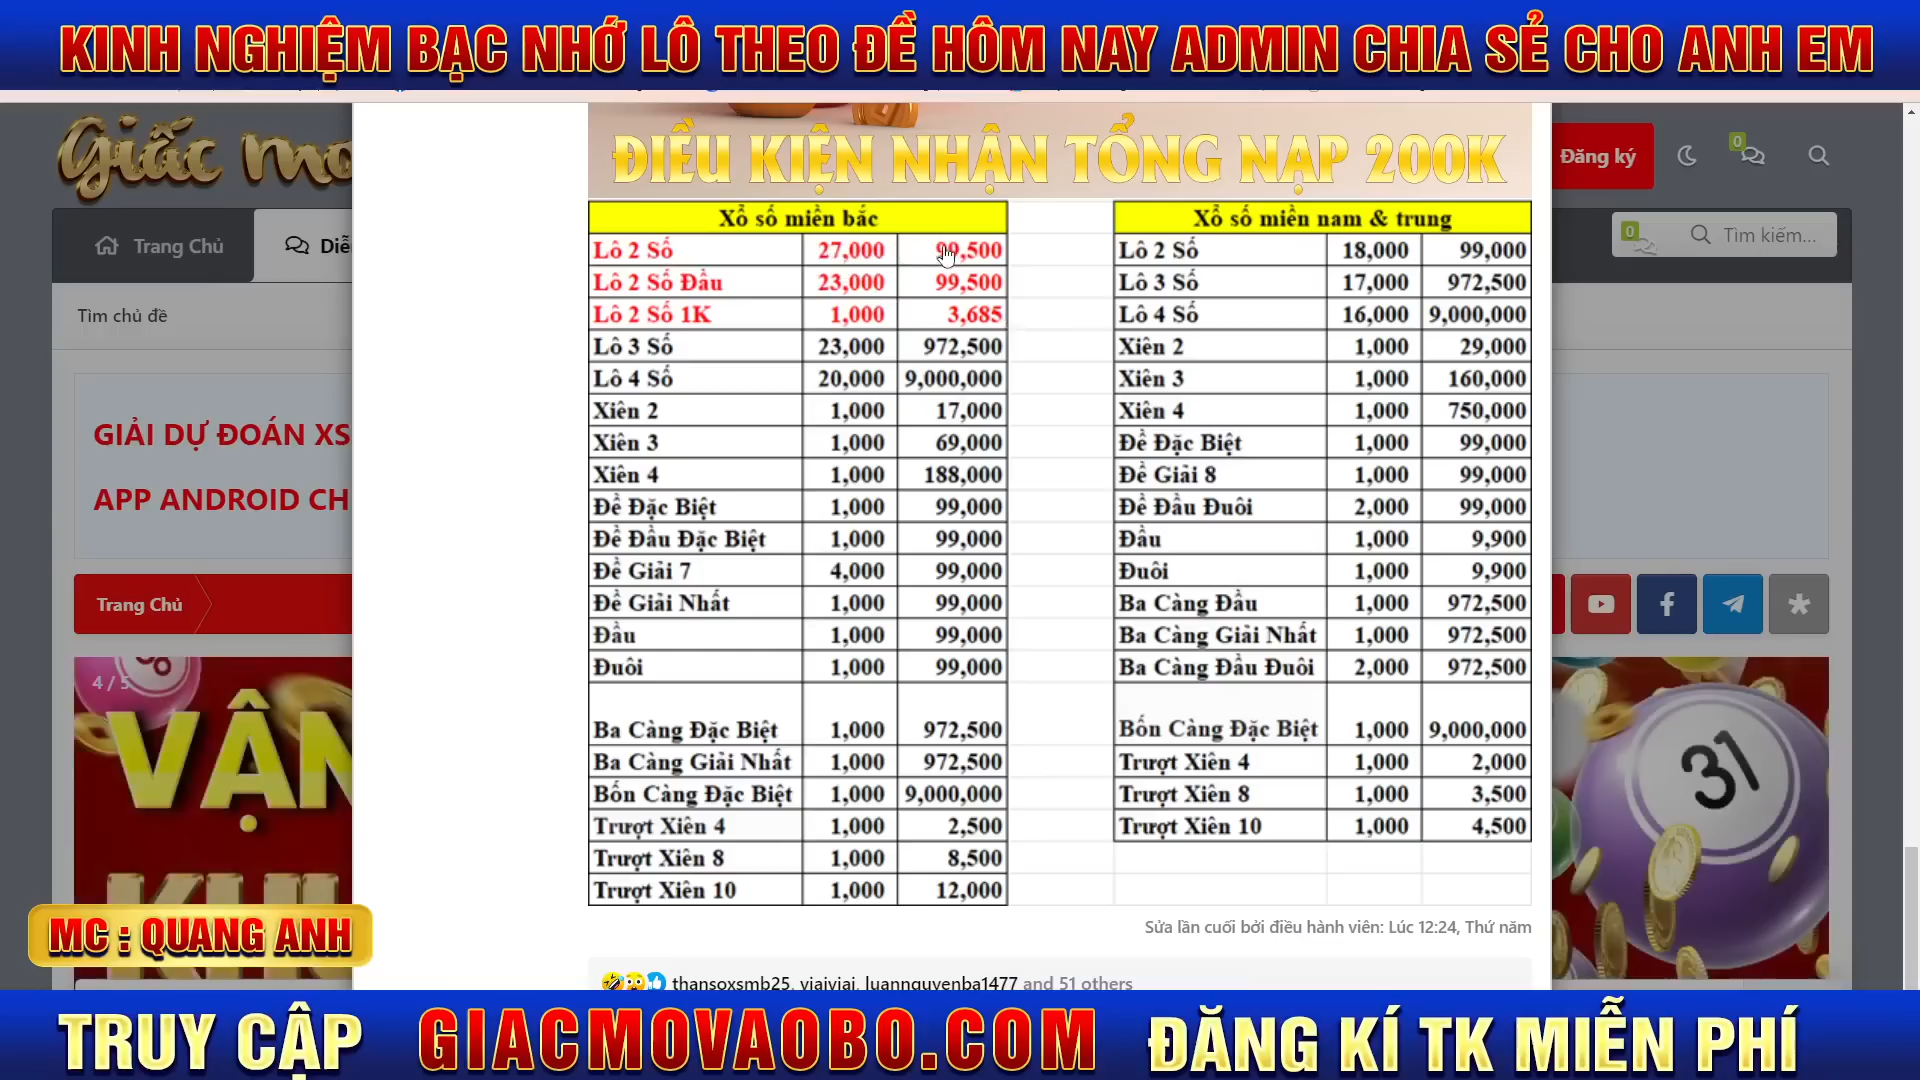 KINH NGHIỆM BẠC NHỚ LÔ THEO ĐỀ HÔM NAY ADMIN CHIA SẺ CHO ANH EM
Giấc mo
ĐIỀU KIỆN NHẬN TỔNG NẠP 200K
Đăng ký
0
Trang Chủ
Diễ
0
Tìm kiếm...
Tìm chủ đề
GIẢI DỰ ĐOÁN XS
APP ANDROID CH
Trang Chủ
4 / 5
VẬN
Xổ số miền bắc
Lô 2 Số 27,000 99,500
Lô 2 Số Đầu 23,000 99,500
Lô 2 Số 1K 1,000 3,685
Lô 3 Số 23,000 972,500
Lô 4 Số 20,000 9,000,000
Xiên 2 1,000 17,000
Xiên 3 1,000 69,000
Xiên 4 1,000 188,000
Đề Đặc Biệt 1,000 99,000
Đề Đầu Đặc Biệt 1,000 99,000
Đề Giải 7 4,000 99,000
Đề Giải Nhất 1,000 99,000
Đầu 1,000 99,000
Đuôi 1,000 99,000
Ba Càng Đặc Biệt 1,000 972,500
Ba Càng Giải Nhất 1,000 972,500
Bốn Càng Đặc Biệt 1,000 9,000,000
Trượt Xiên 4 1,000 2,500
Trượt Xiên 8 1,000 8,500
Trượt Xiên 10 1,000 12,000
Xổ số miền nam & trung
Lô 2 Số 18,000 99,000
Lô 3 Số 17,000 972,500
Lô 4 Số 16,000 9,000,000
Xiên 2 1,000 29,000
Xiên 3 1,000 160,000
Xiên 4 1,000 750,000
Đề Đặc Biệt 1,000 99,000
Đề Giải 8 1,000 99,000
Đề Đầu Đuôi 2,000 99,000
Đầu 1,000 9,900
Đuôi 1,000 9,900
Ba Càng Đầu 1,000 972,500
Ba Càng Giải Nhất 1,000 972,500
Ba Càng Đầu Đuôi 2,000 972,500
Bốn Càng Đặc Biệt 1,000 9,000,000
Trượt Xiên 4 1,000 2,000
Trượt Xiên 8 1,000 3,500
Trượt Xiên 10 1,000 4,500
31
Sửa lần cuối bởi điều hành viên: Lúc 12:24, Thứ năm
thansoxsmb25, viaiviai, luannguyenba1477 and 51 others
MC : QUANG ANH
TRUY CẬP GIACMOVAOBO.COM ĐĂNG KÍ TK MIỄN PHÍ